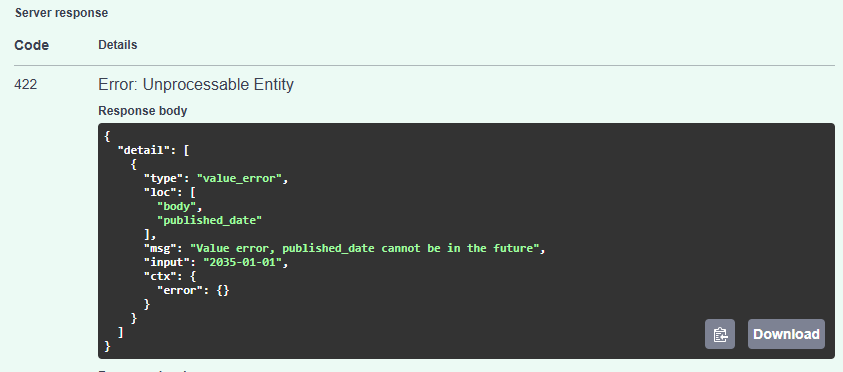 Server response
Code Details
422 Error: Unprocessable Entity
Response body
{
  "detail": [
    {
      "type": "value_error",
      "loc": [
        "body",
        "published_date"
      ],
      "msg": "Value error, published_date cannot be in the future",
      "input": "2035-01-01",
      "ctx": {
        "error": {}
      }
    }
  ]
}
Download